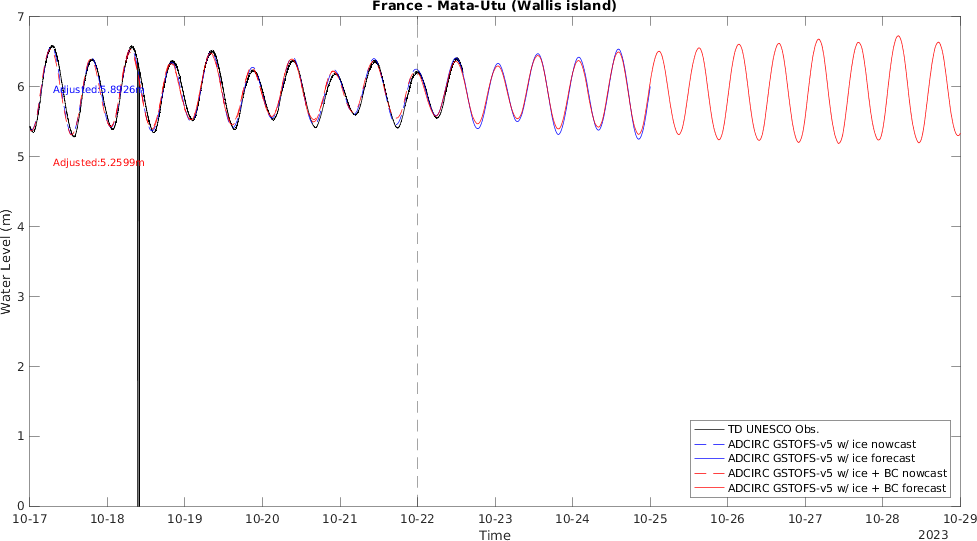 France - Mata-Utu (Wallis island)
7
6
5
4
3
2
1
0
Water Level (m)
Adjusted:5.8926m
Adjusted:5.2599m
TD UNESCO Obs.
ADCIRC GSTOFS-v5 w/ ice nowcast
ADCIRC GSTOFS-v5 w/ ice forecast
ADCIRC GSTOFS-v5 w/ ice + BC nowcast
ADCIRC GSTOFS-v5 w/ ice + BC forecast
10-17 10-18 10-19 10-20 10-21 10-22 10-23 10-24 10-25 10-26 10-27 10-28 10-29
Time
2023